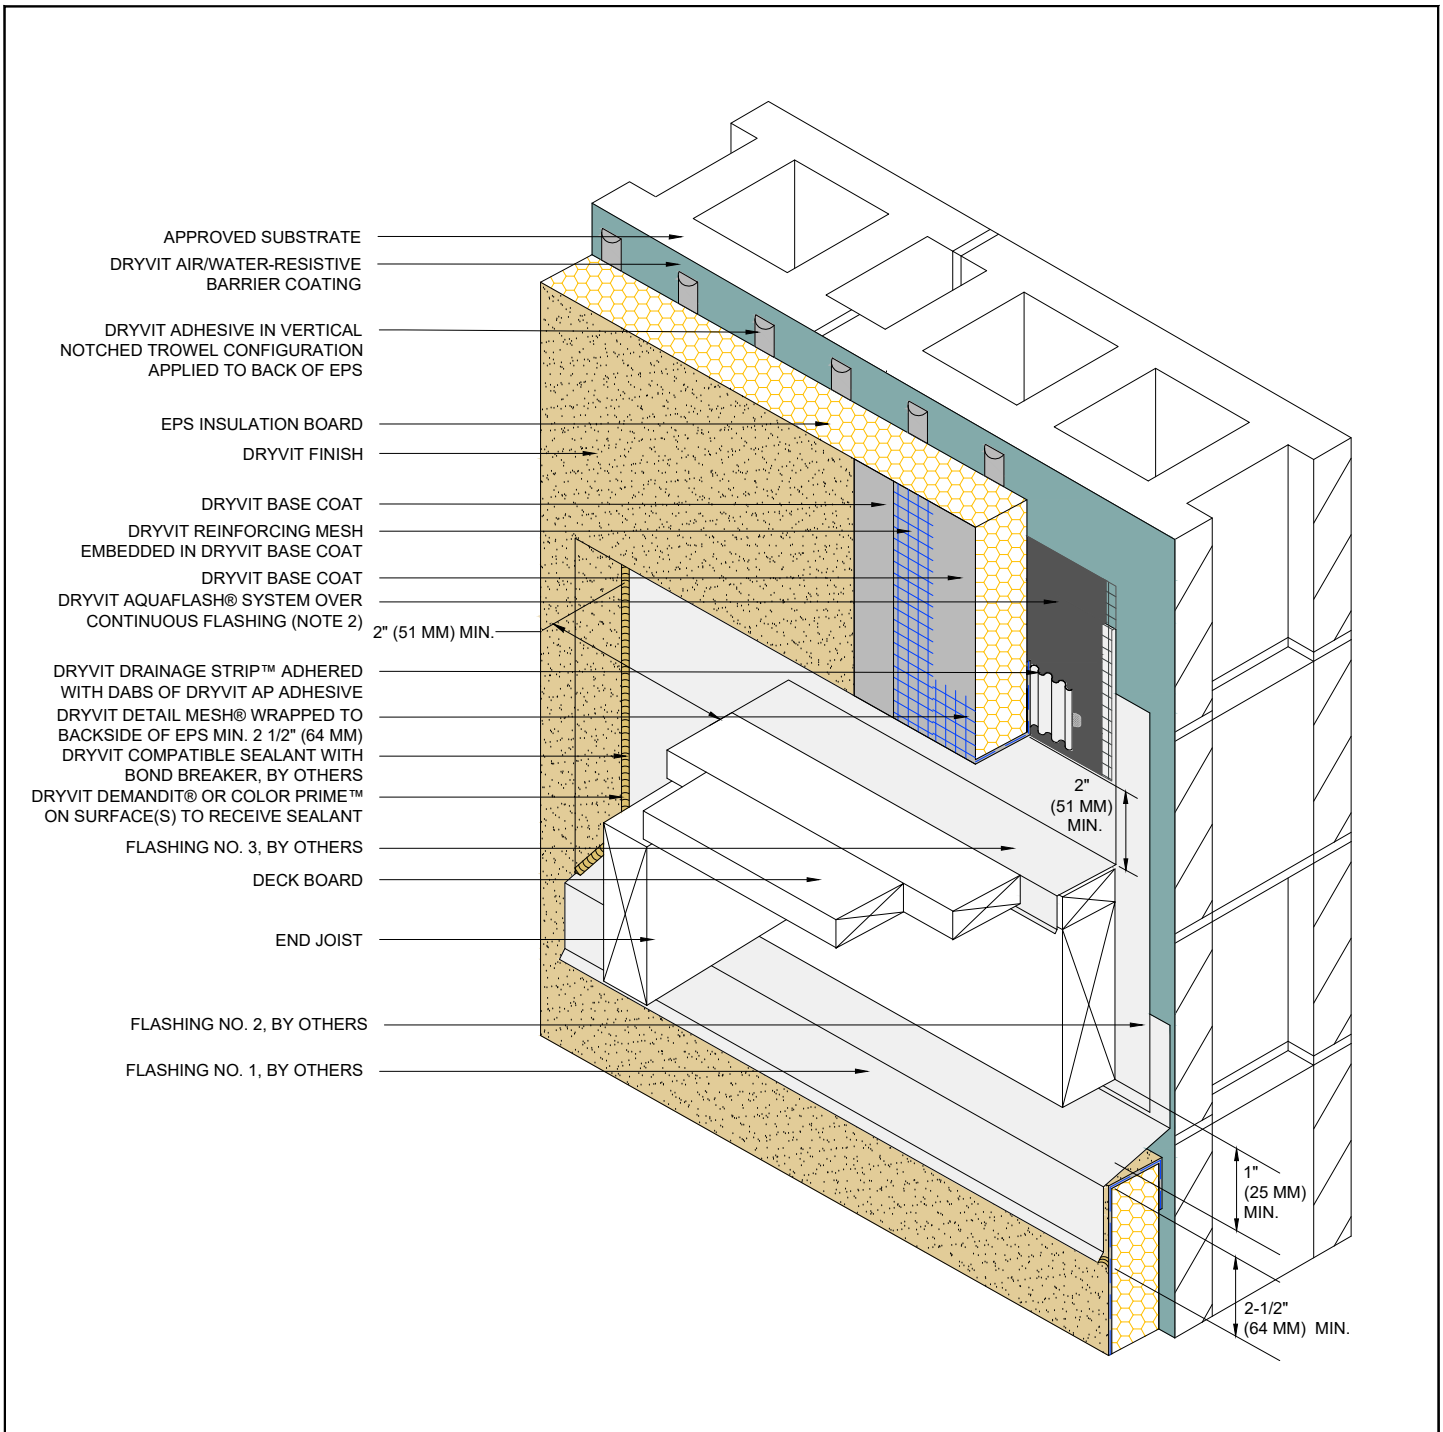 APPROVED SUBSTRATE
DRYVIT AIR/WATER-RESISTIVE
BARRIER COATING
DRYVIT ADHESIVE IN VERTICAL
NOTCHED TROWEL CONFIGURATION
APPLIED TO BACK OF EPS
EPS INSULATION BOARD
DRYVIT FINISH
DRYVIT BASE COAT
DRYVIT REINFORCING MESH
EMBEDDED IN DRYVIT BASE COAT
DRYVIT BASE COAT
DRYVIT AQUAFLASH® SYSTEM OVER
CONTINUOUS FLASHING (NOTE 2)
2" (51 MM) MIN.
DRYVIT DRAINAGE STRIP™ ADHERED
WITH DABS OF DRYVIT AP ADHESIVE
DRYVIT DETAIL MESH® WRAPPED TO
BACKSIDE OF EPS MIN. 2 1/2" (64 MM)
DRYVIT COMPATIBLE SEALANT WITH
BOND BREAKER, BY OTHERS
DRYVIT DEMANDIT® OR COLOR PRIME™
ON SURFACE(S) TO RECEIVE SEALANT
2"
(51 MM)
MIN.
FLASHING NO. 3, BY OTHERS
DECK BOARD
END JOIST
FLASHING NO. 2, BY OTHERS
FLASHING NO. 1, BY OTHERS
1"
(25 MM)
MIN.
2-1/2"
(64 MM) MIN.